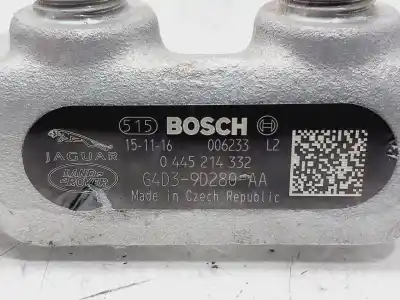 515 BOSCH
15-11-16 006233 L2
0 445 214 332
G4D3-9D280-AA
Made in Czech Republic
JAGUAR
LAND-
ROVER